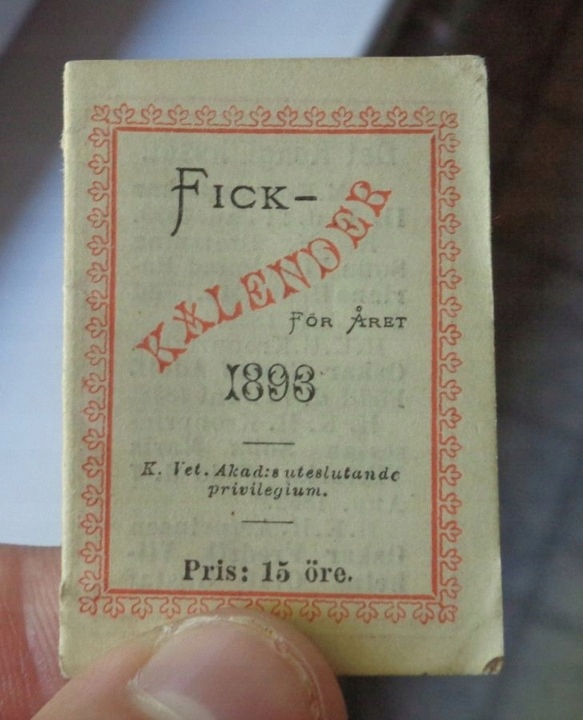 FICK-
KALENDER
FÖR ÅRET
1893
K. Vet. Akad:s uteslutande
privilegium.
Pris: 15 öre.